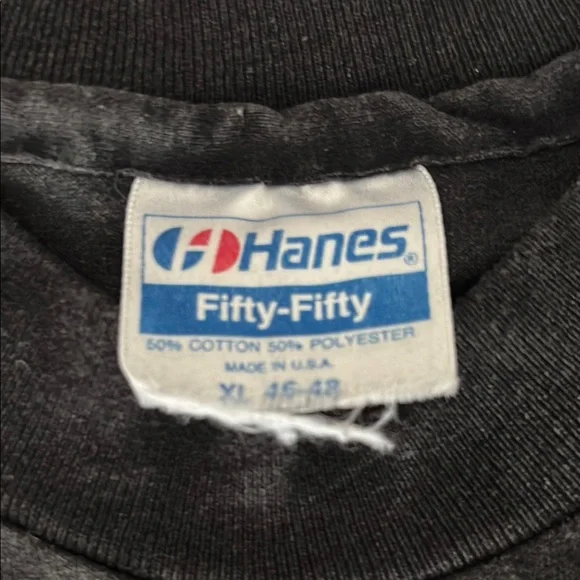 Hanes®
Fifty-Fifty
50% COTTON 50% POLYESTER
MADE IN U.S.A.
XL 46-48